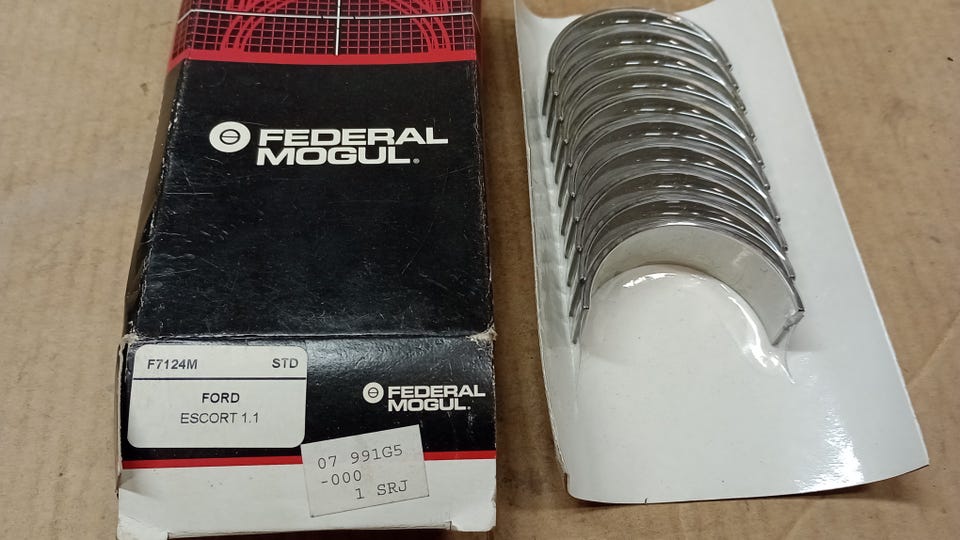 FEDERAL
MOGUL®
F7124M STD
FORD
ESCORT 1.1
FEDERAL
MOGUL®
07 991G5
-000
1 SRJ